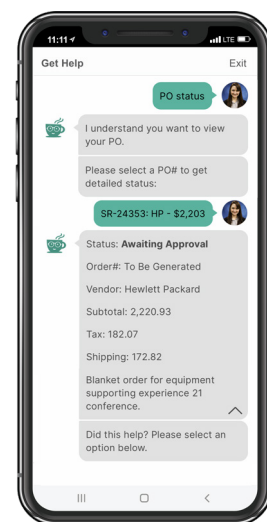 11:11
LTE
Get Help
Exit
PO status
I understand you want to view
your PO.
Please select a PO# to get
detailed status:
SR-24353: HP - $2,203
Status: Awaiting Approval
Order#: To Be Generated
Vendor: Hewlett Packard
Subtotal: 2,220.93
Tax: 182.07
Shipping: 172.82
Blanket order for equipment
supporting experience 21
conference.
Did this help? Please select an
option below.